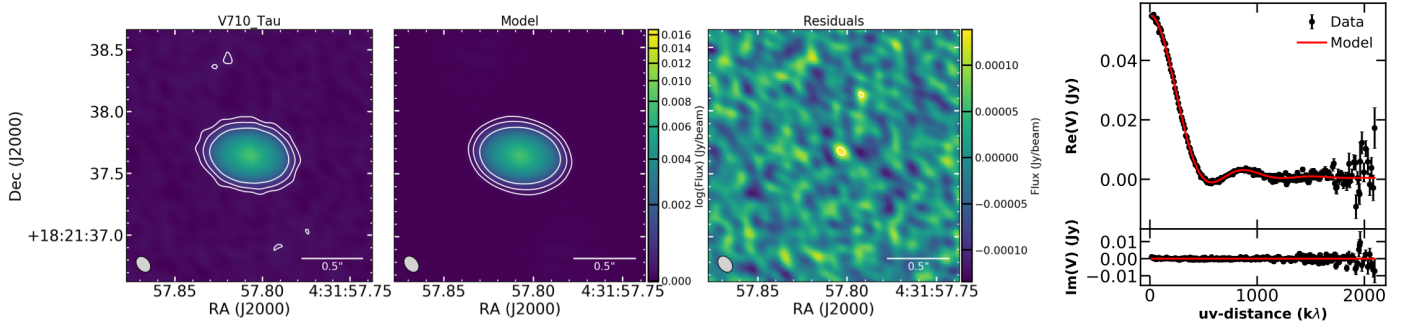 V710 Tau
Dec (J2000)
38.5
38.0
37.5
+18:21:37.0
0.5"
57.85 57.80 4:31:57.75
RA (J2000)
Model
0.5"
57.85 57.80 4:31:57.75
RA (J2000)
0.016
0.014
0.012
0.010
0.008
0.006
0.004
0.002
0.000
log(Flux) (Jy/beam)
Residuals
0.5"
57.85 57.80 4:31:57.75
RA (J2000)
0.00010
0.00005
0.00000
−0.00005
−0.00010
Flux (Jy/beam)
Data
Model
Re(V) (Jy)
0.04
0.02
0.00
Im(V) (Jy)
0.01
0.00
−0.01
0 1000 2000
uv-distance (kλ)